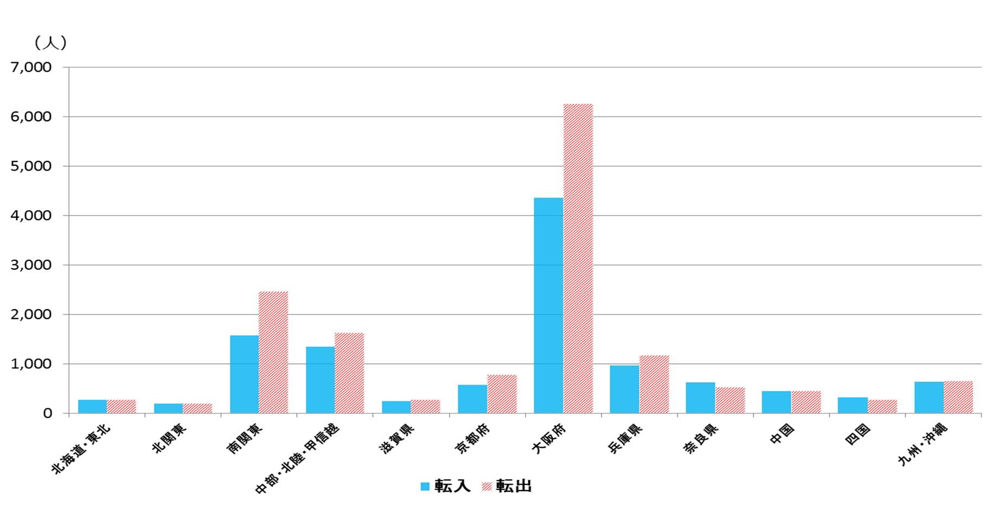 （人）
7,000
6,000
5,000
4,000
3,000
2,000
1,000
0
北海道・東北
北関東
南関東
中部・北陸・甲信越
滋賀県
京都府
大阪府
兵庫県
奈良県
中国
四国
九州・沖縄
転入
転出